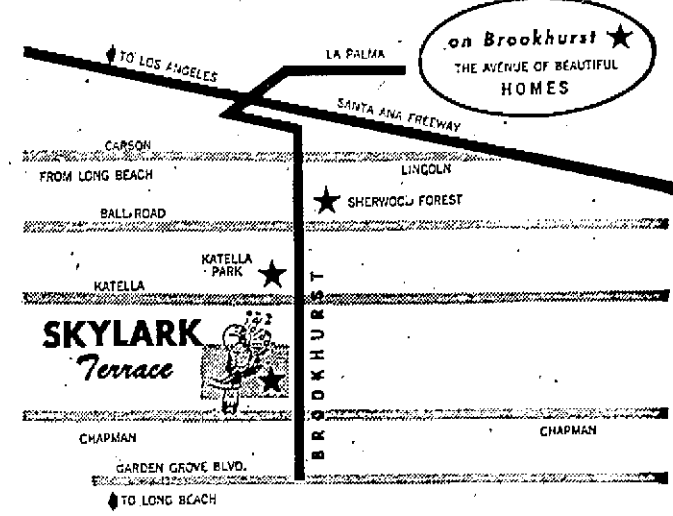 on Brookhurst
THE AVENUE OF BEAUTIFUL
HOMES
LA PALMA
TO LOS ANGELES
SANTA ANA FREEWAY
CARSON
FROM LONG BEACH
LINCOLN
SHERWOOD FOREST
BALL ROAD
KATELLA
PARK
KATELLA
BROOKHURST
SKYLARK
Terrace
CHAPMAN
CHAPMAN
GARDEN GROVE BLVD.
TO LONG BEACH